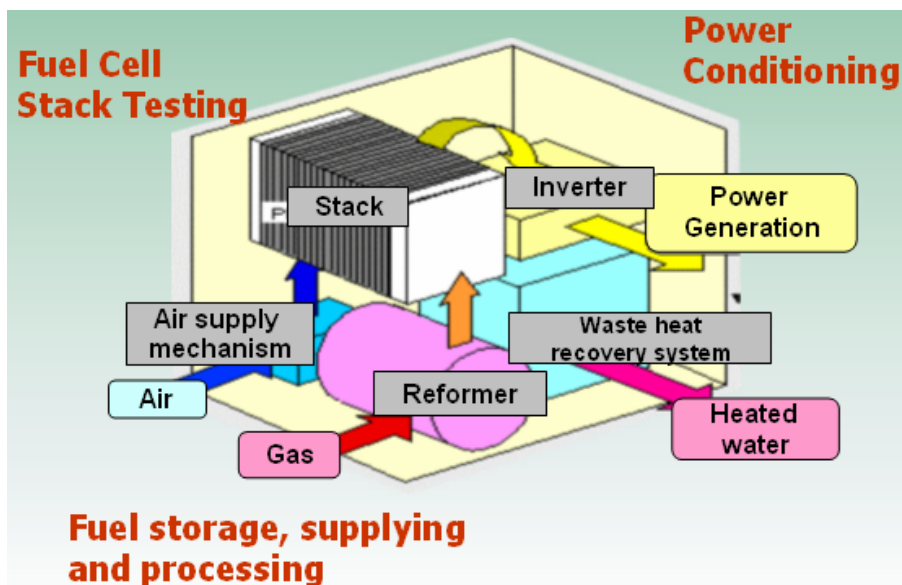 Fuel Cell
Stack Testing
Power
Conditioning
Stack
Inverter
Power
Generation
Air supply
mechanism
Waste heat
recovery system
Air
Reformer
Gas
Heated
water
Fuel storage, supplying
and processing